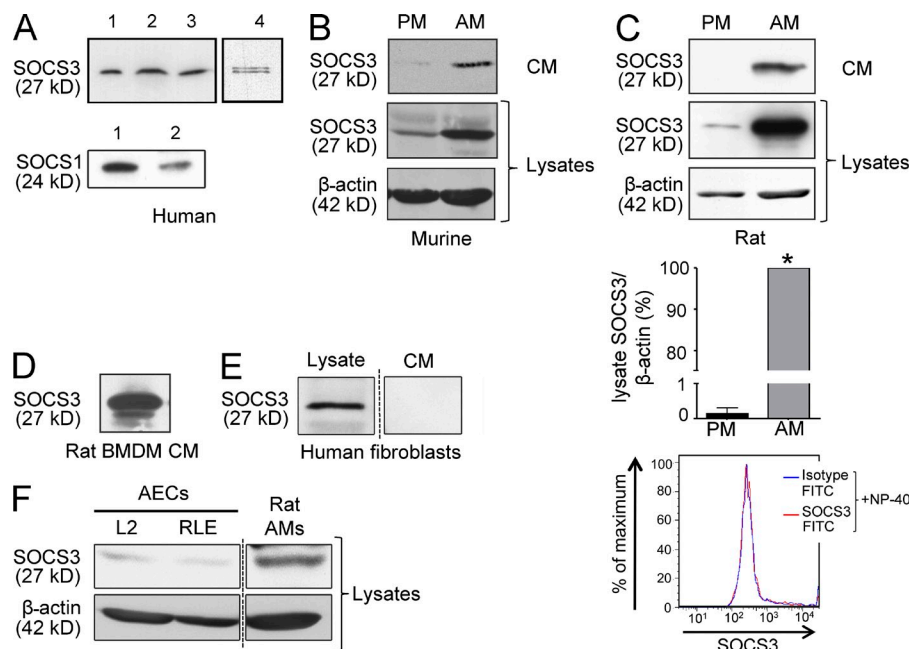 A
1 2 3 4
SOCS3
(27 kD)
1 2
SOCS1
(24 kD)
Human
B
PM AM
SOCS3
(27 kD)
CM
SOCS3
(27 kD)
Lysates
β-actin
(42 kD)
Murine
C
PM AM
SOCS3
(27 kD)
CM
SOCS3
(27 kD)
Lysates
β-actin
(42 kD)
Rat
*
lysate SOCS3/
β-actin (%)
100
90
80
1
0
PM AM
D
SOCS3
(27 kD)
Rat BMDM CM
E
Lysate CM
SOCS3
(27 kD)
Human fibroblasts
% of maximum
100
80
60
40
20
0
Isotype
FITC
SOCS3
FITC
+NP-40
10¹ 10² 10³ 10⁴
SOCS3
F
AECs
L2 RLE
Rat
AMs
SOCS3
(27 kD)
β-actin
(42 kD)
Lysates